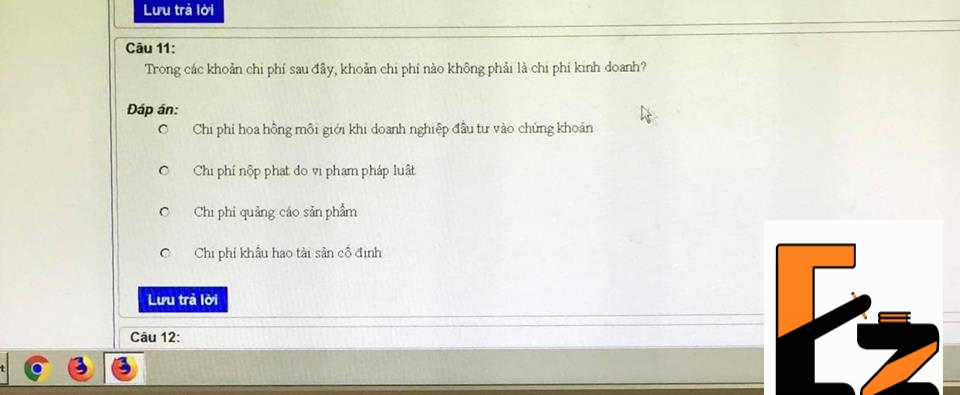 Lưu trả lời
Câu 11:
Trong các khoản chi phí sau đây, khoản chi phí nào không phải là chi phí kinh doanh?
Đáp án:
Chi phí hoa hồng môi giới khi doanh nghiệp đầu tư vào chứng khoán
Chi phí nộp phạt do vi phạm pháp luật
Chi phí quảng cáo sản phẩm
Chi phí khấu hao tài sản cố định
Lưu trả lời
Câu 12:
t
Ez